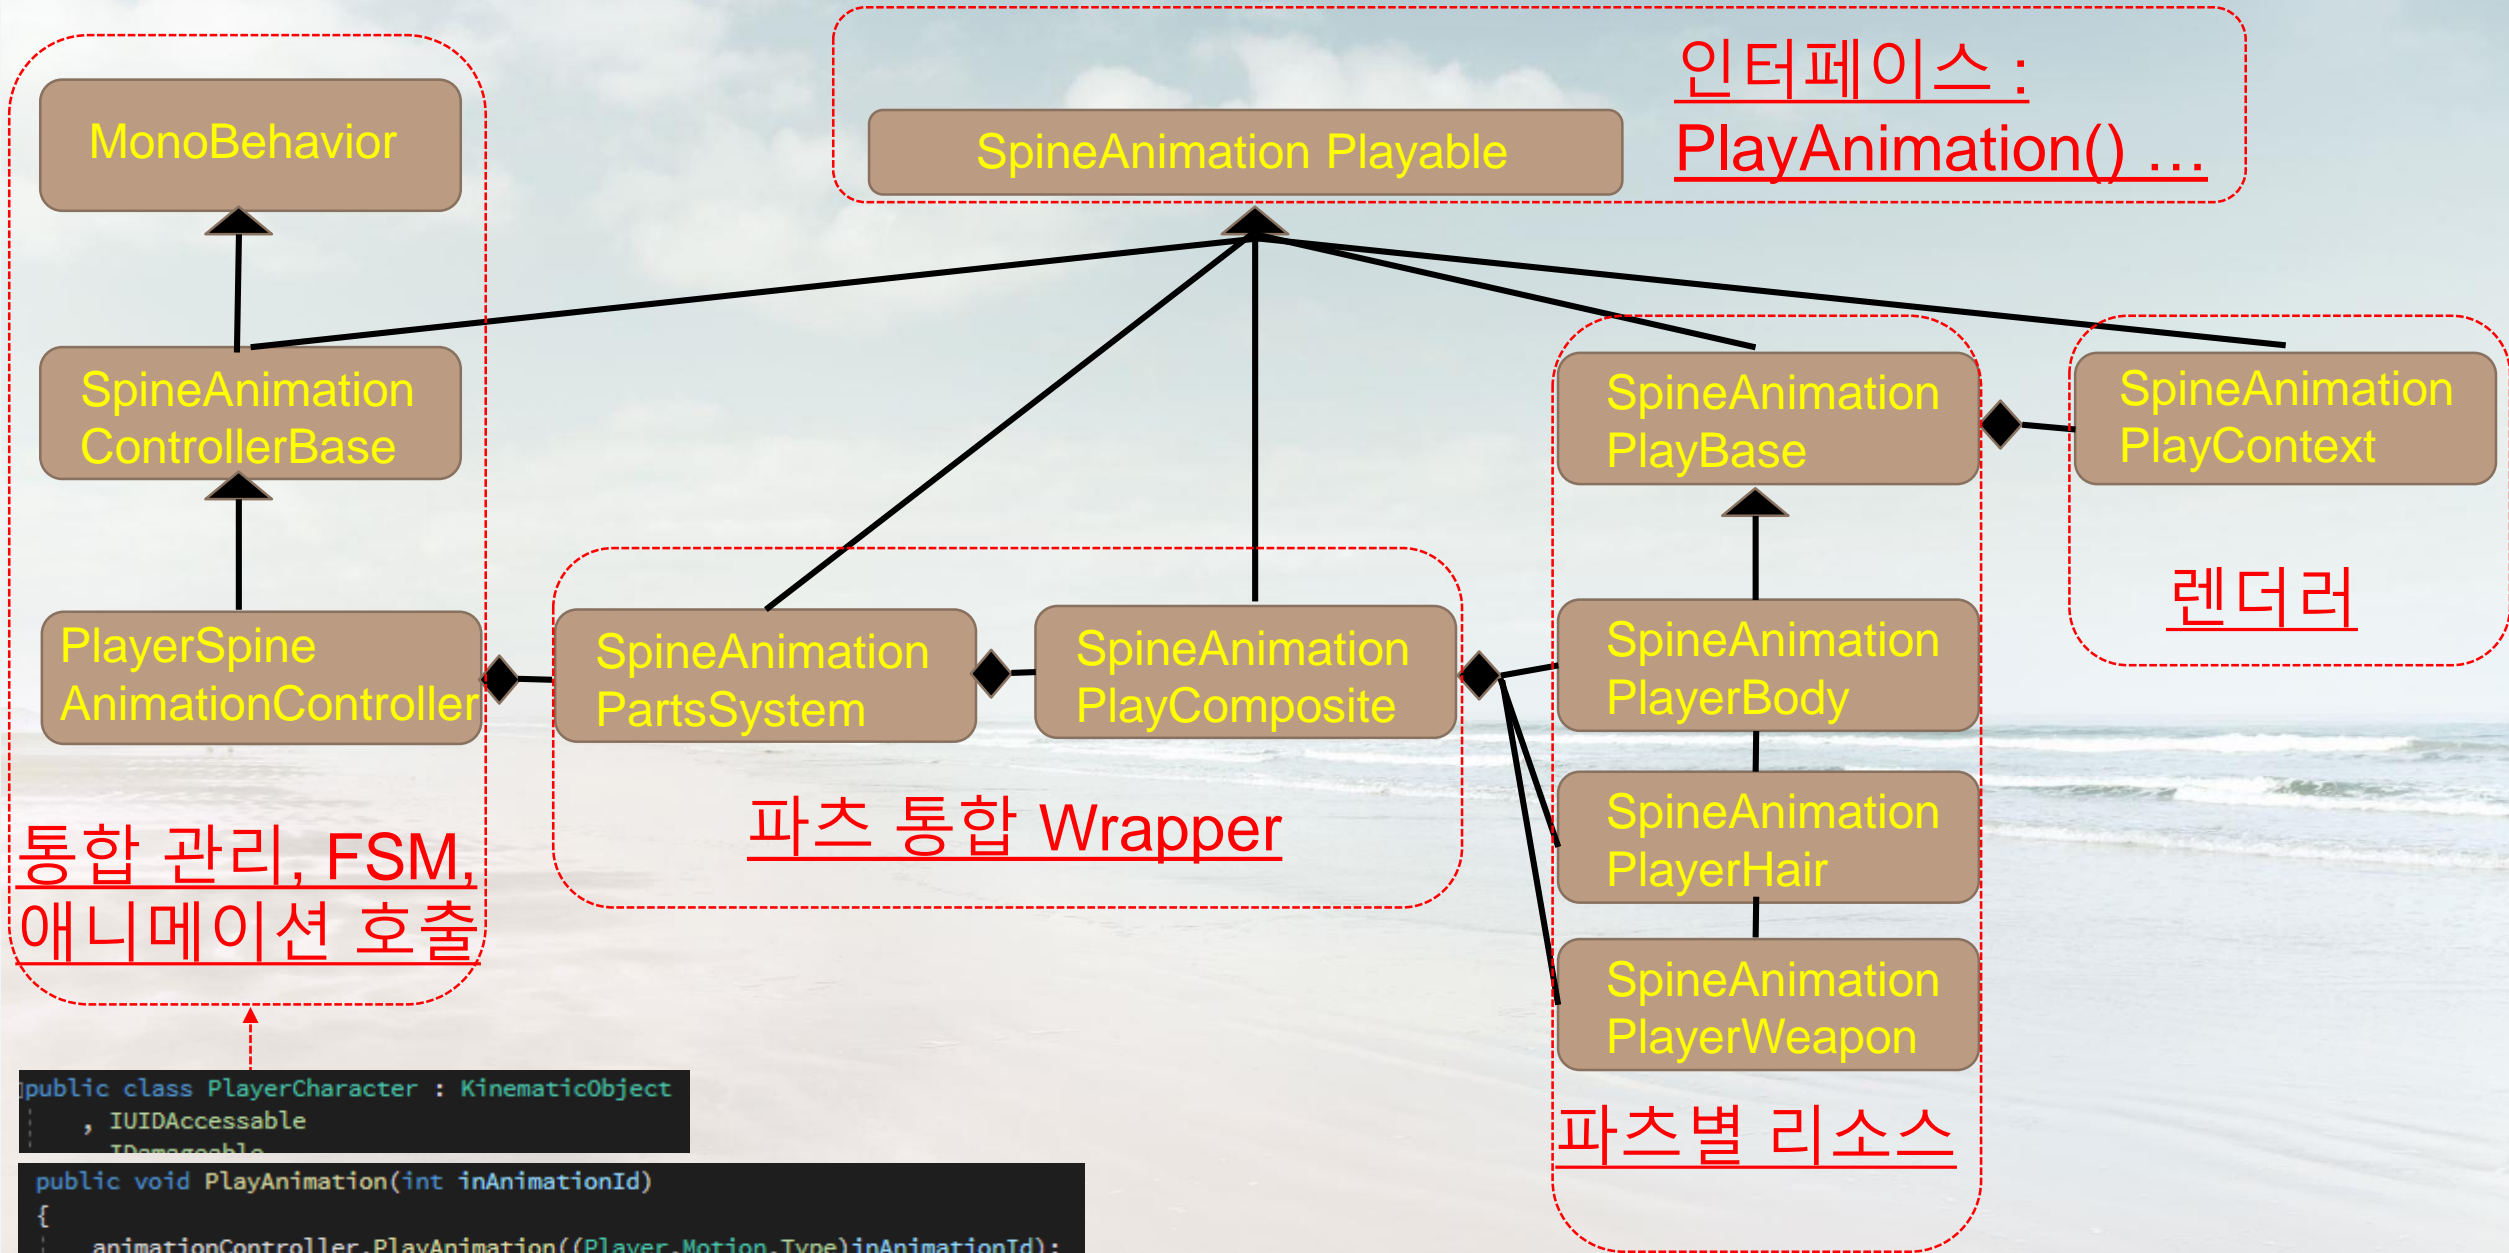 인터페이스 :
PlayAnimation() ...
MonoBehavior
SpineAnimation Playable
SpineAnimation
ControllerBase
SpineAnimation
PlayBase
SpineAnimation
PlayContext
렌더러
PlayerSpine
AnimationController
SpineAnimation
PartsSystem
SpineAnimation
PlayComposite
SpineAnimation
PlayerBody
파츠 통합 Wrapper
SpineAnimation
PlayerHair
통합 관리, FSM,
애니메이션 호출
SpineAnimation
PlayerWeapon
파츠별 리소스
public class PlayerCharacter : KinematicObject
, IUIDAccessable
IDamageable
public void PlayAnimation(int inAnimationId)
{
animationController.PlayAnimation((Player.Motion.Type)inAnimationId);